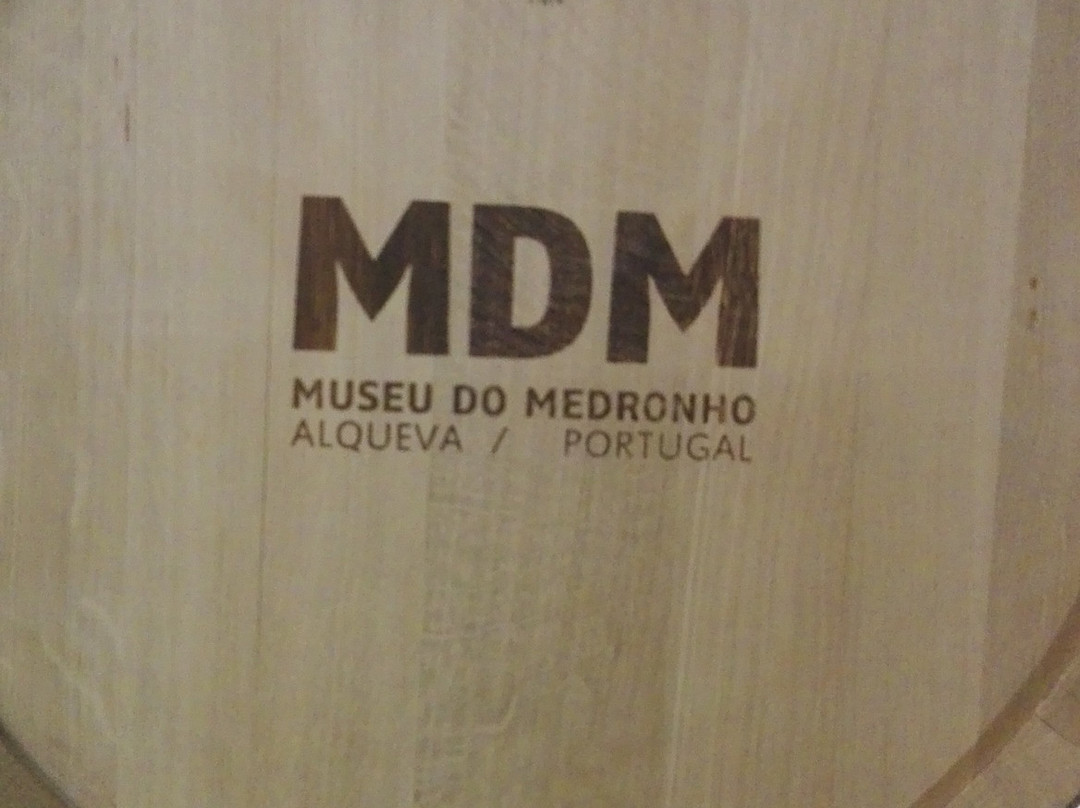 MDM
MUSEU DO MEDRONHO
ALQUEVA / PORTUGAL